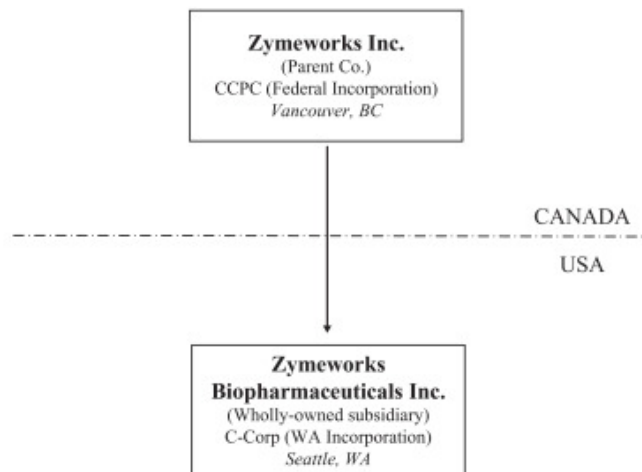 Zymeworks Inc.
(Parent Co.)
CCPC (Federal Incorporation)
Vancouver, BC
CANADA
USA
Zymeworks
Biopharmaceuticals Inc.
(Wholly-owned subsidiary)
C-Corp (WA Incorporation)
Seattle, WA